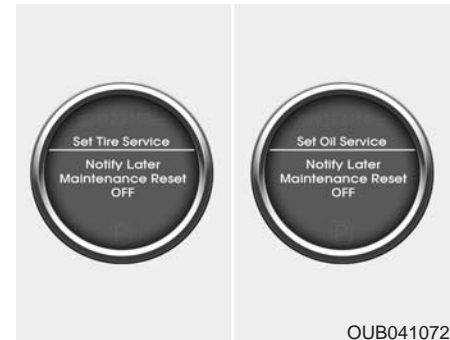 Set Tire Service
Notify Later
Maintenance Reset
OFF
Set Oil Service
Notify Later
Maintenance Reset
OFF
OUB041072